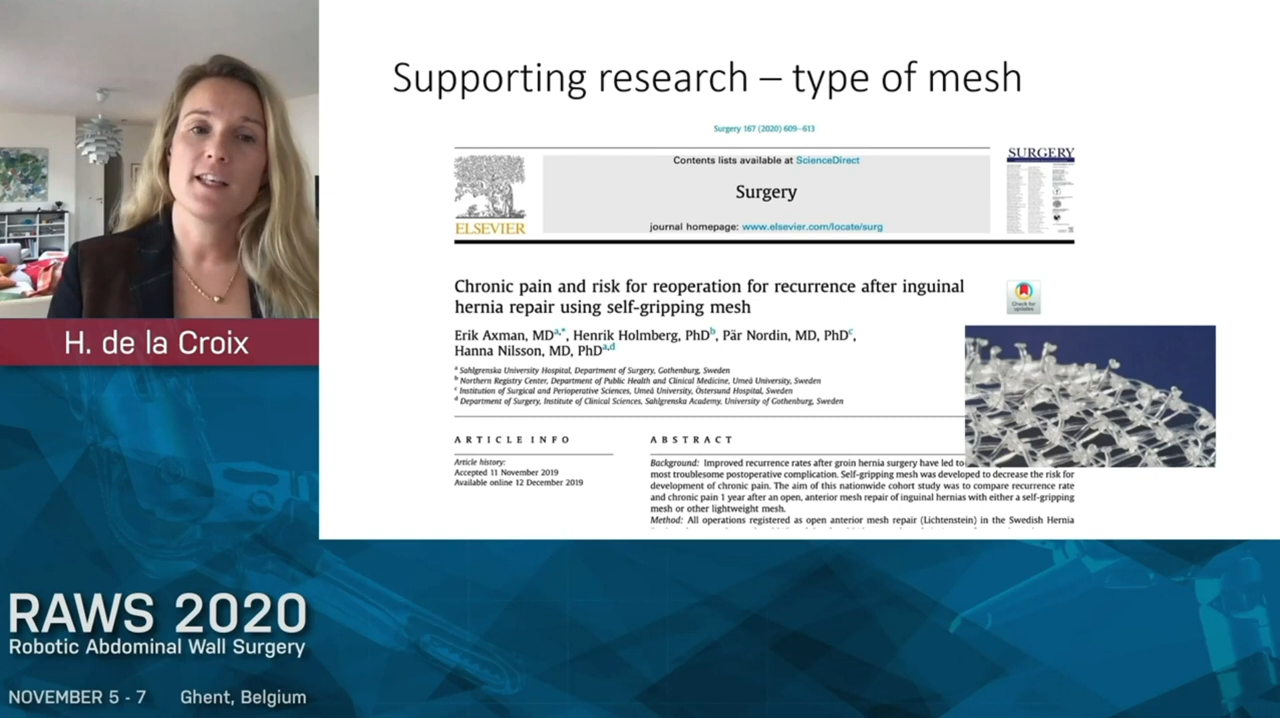 Supporting research – type of mesh
Surgery 167 (2020) 609–613
Contents lists available at ScienceDirect
Surgery
journal homepage: www.elsevier.com/locate/surg
ELSEVIER
SURGERY
Chronic pain and risk for reoperation for recurrence after inguinal
hernia repair using self-gripping mesh
Check for
updates
Erik Axman, MDa,*, Henrik Holmberg, PhDb, Pär Nordin, MD, PhDc,
Hanna Nilsson, MD, PhDa,d
a Sahlgrenska University Hospital, Department of Surgery, Gothenburg, Sweden
b Northern Registry Center, Department of Public Health and Clinical Medicine, Umeå University, Sweden
c Institution of Surgical and Perioperative Sciences, Umeå University, Östersund Hospital, Sweden
d Department of Surgery, Institute of Clinical Sciences, Sahlgrenska Academy, University of Gothenburg, Sweden
ARTICLE INFO
Article history:
Accepted 11 November 2019
Available online 12 December 2019
ABSTRACT
Background: Improved recurrence rates after groin hernia surgery have led to
most troublesome postoperative complication. Self-gripping mesh was developed to decrease the risk for
development of chronic pain. The aim of this nationwide cohort study was to compare recurrence rate
and chronic pain 1 year after an open, anterior mesh repair of inguinal hernias with either a self-gripping
mesh or other lightweight mesh.
Method: All operations registered as open anterior mesh repair (Lichtenstein) in the Swedish Hernia
H. de la Croix
RAWS 2020
Robotic Abdominal Wall Surgery
NOVEMBER 5 - 7 Ghent, Belgium